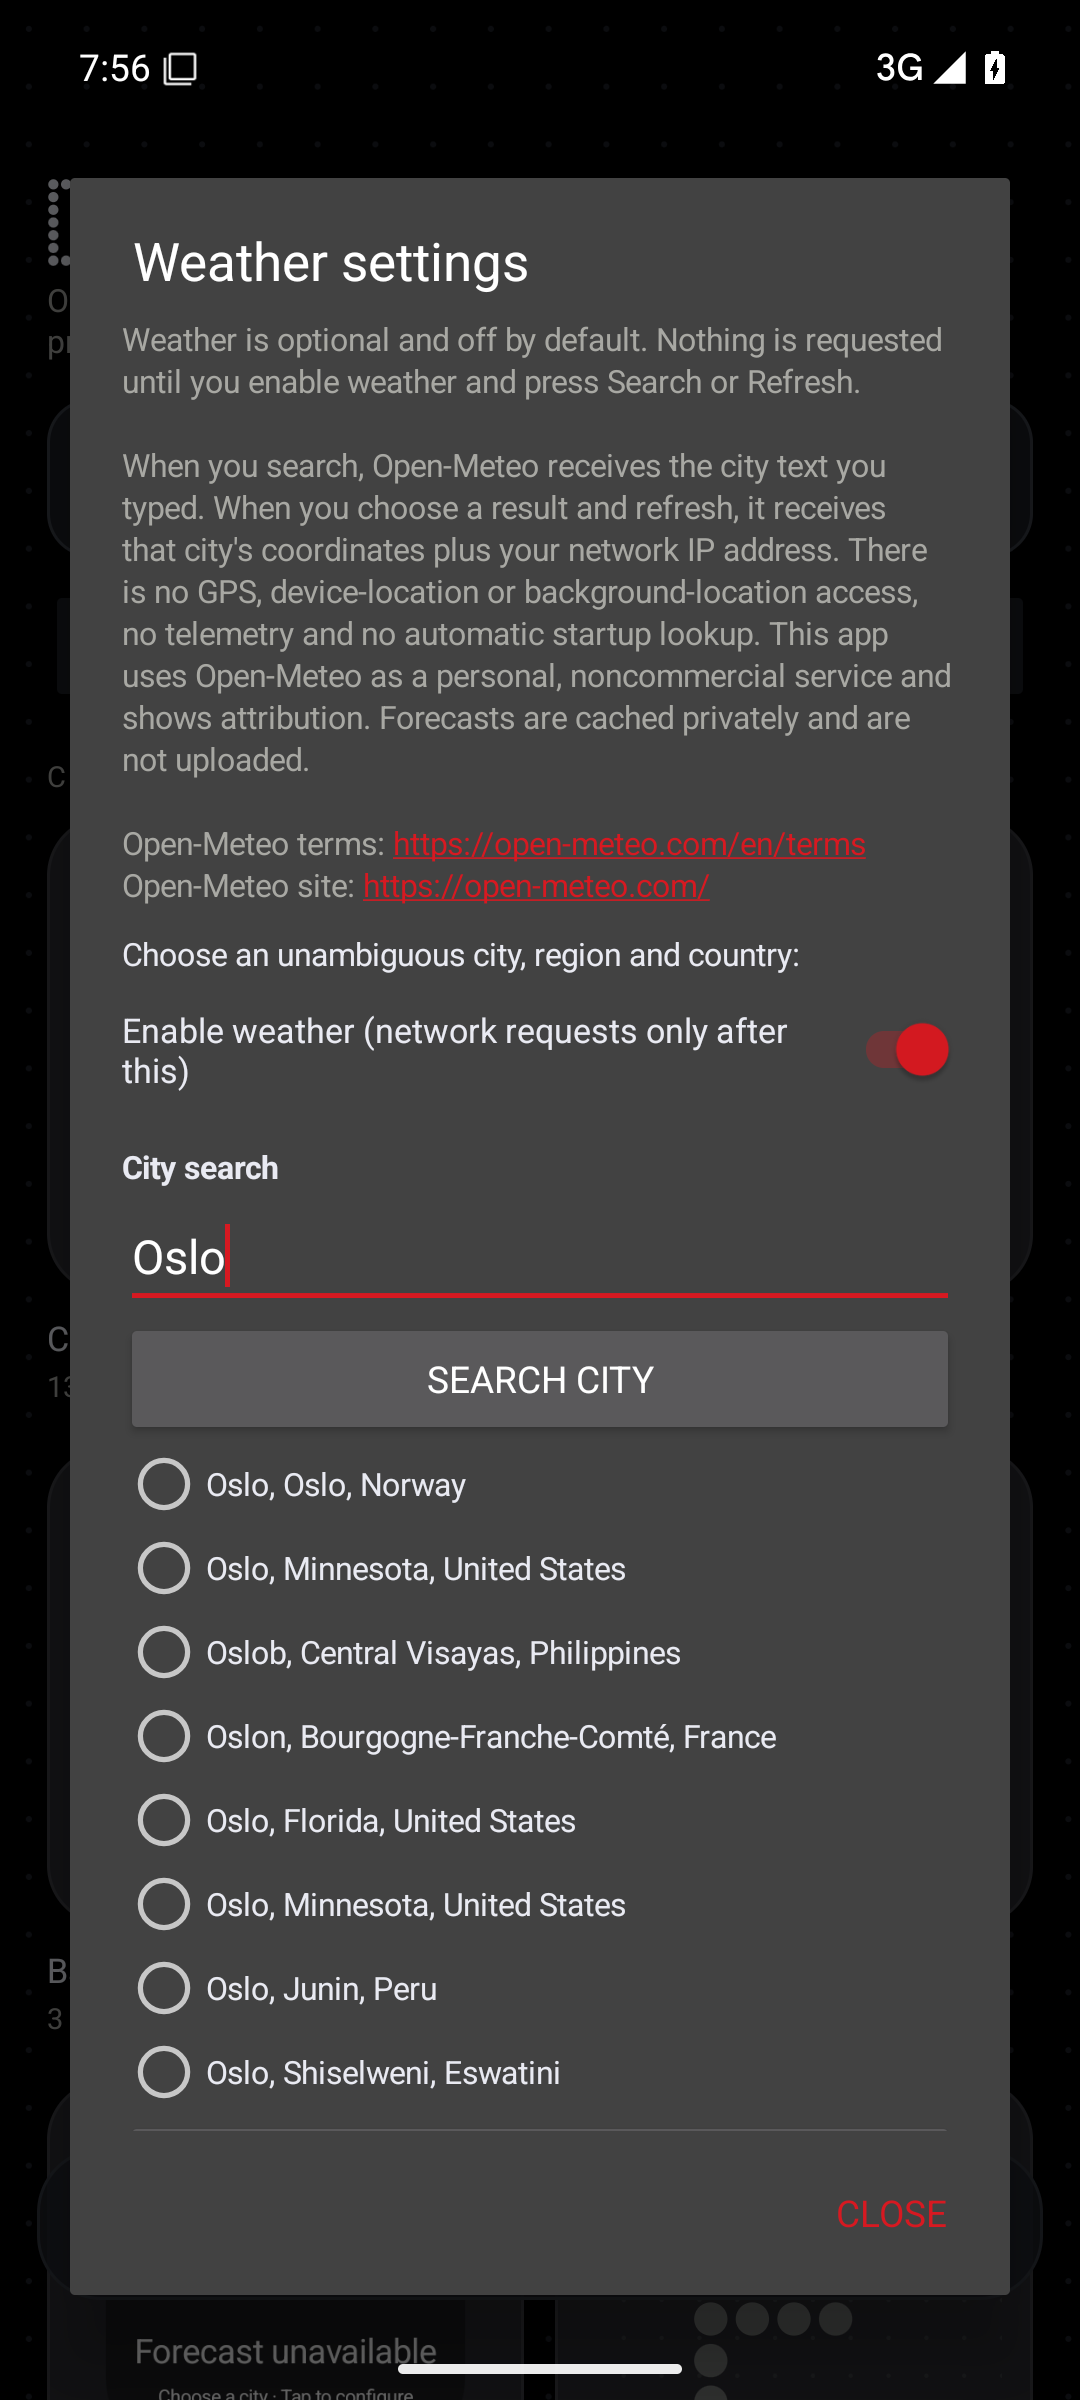 7:56
3G
Weather settings
Weather is optional and off by default. Nothing is requested
until you enable weather and press Search or Refresh.
When you search, Open-Meteo receives the city text you
typed. When you choose a result and refresh, it receives
that city's coordinates plus your network IP address. There
is no GPS, device-location or background-location access,
no telemetry and no automatic startup lookup. This app
uses Open-Meteo as a personal, noncommercial service and
shows attribution. Forecasts are cached privately and are
not uploaded.
Open-Meteo terms: https://open-meteo.com/en/terms
Open-Meteo site: https://open-meteo.com/
Choose an unambiguous city, region and country:
Enable weather (network requests only after
this)
City search
Oslo
SEARCH CITY
Oslo, Oslo, Norway
Oslo, Minnesota, United States
Oslob, Central Visayas, Philippines
Oslon, Bourgogne-Franche-Comté, France
Oslo, Florida, United States
Oslo, Minnesota, United States
Oslo, Junin, Peru
Oslo, Shiselweni, Eswatini
CLOSE
Forecast unavailable
Choose a city · Tap to configure